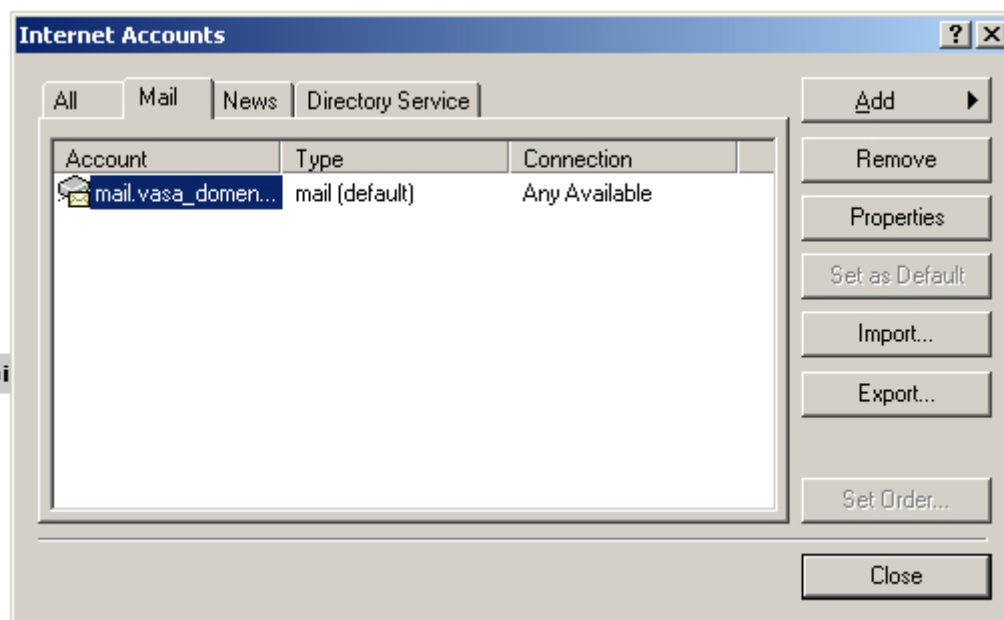 Internet Accounts
All Mail News Directory Service
Add
Account Type Connection
Remove
mail.vasa_domen... mail (default) Any Available
Properties
Set as Default
Import...
Export...
Set Order...
Close